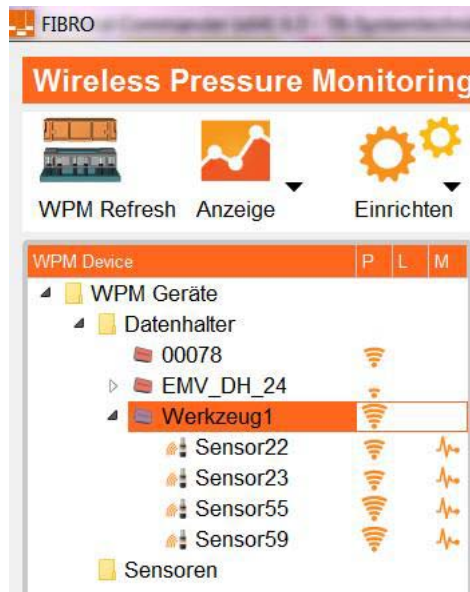 FIBRO
Wireless Pressure Monitoring
WPM Refresh Anzeige Einrichten
WPM Device P L M
WPM Geräte
Datenhalter
00078
EMV_DH_24
Werkzeug1
Sensor22
Sensor23
Sensor55
Sensor59
Sensoren